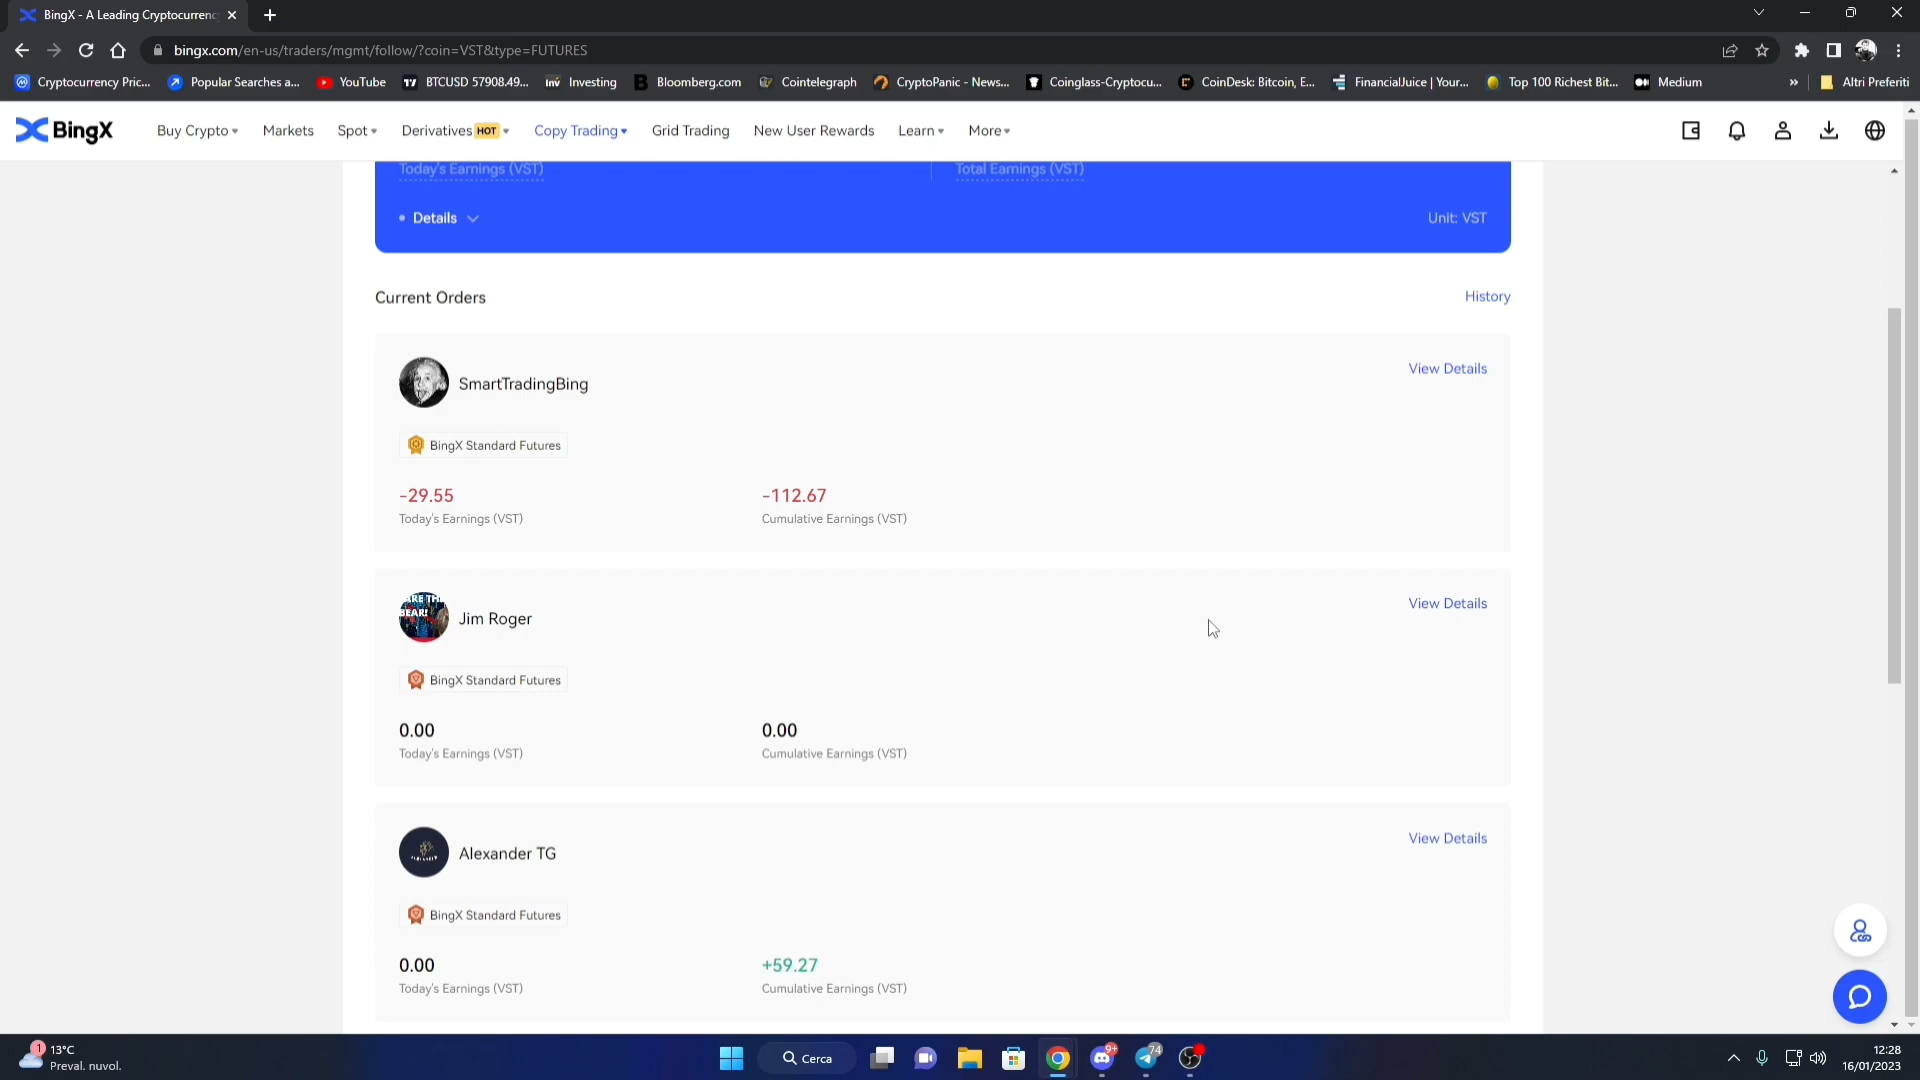 BingX - A Leading Cryptocurrenc
bingx.com/en-us/traders/mgmt/follow/?coin=VST&type=FUTURES
Cryptocurrency Pric... Popular Searches a... YouTube BTCUSD 57908.49... Investing Bloomberg.com Cointelegraph CryptoPanic - News... Coinglass-Cryptocu... CoinDesk: Bitcoin, E... FinancialJuice | Your... Top 100 Richest Bit... Medium » Altri Preferiti
BingX Buy Crypto Markets Spot Derivatives HOT Copy Trading Grid Trading New User Rewards Learn More
Today's Earnings (VST) Total Earnings (VST)
Details Unit: VST
Current Orders History
SmartTradingBing View Details
BingX Standard Futures
-29.55 -112.67
Today's Earnings (VST) Cumulative Earnings (VST)
ARE TH
BEAR!
Jim Roger View Details
BingX Standard Futures
0.00 0.00
Today's Earnings (VST) Cumulative Earnings (VST)
Alexander TG View Details
BingX Standard Futures
0.00 +59.27
Today's Earnings (VST) Cumulative Earnings (VST)
1 13°C
Preval. nuvol.
Cerca
9+
74
12:28
16/01/2023